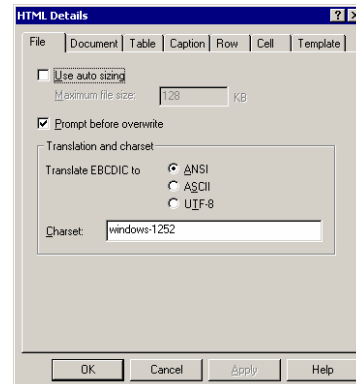 HTML Details
File Document Table Caption Row Cell Template
Use auto sizing
Maximum file size: 128 KB
Prompt before overwrite
Translation and charset
Translate EBCDIC to ANSI
ASCII
UTF-8
Charset: windows-1252
OK Cancel Apply Help